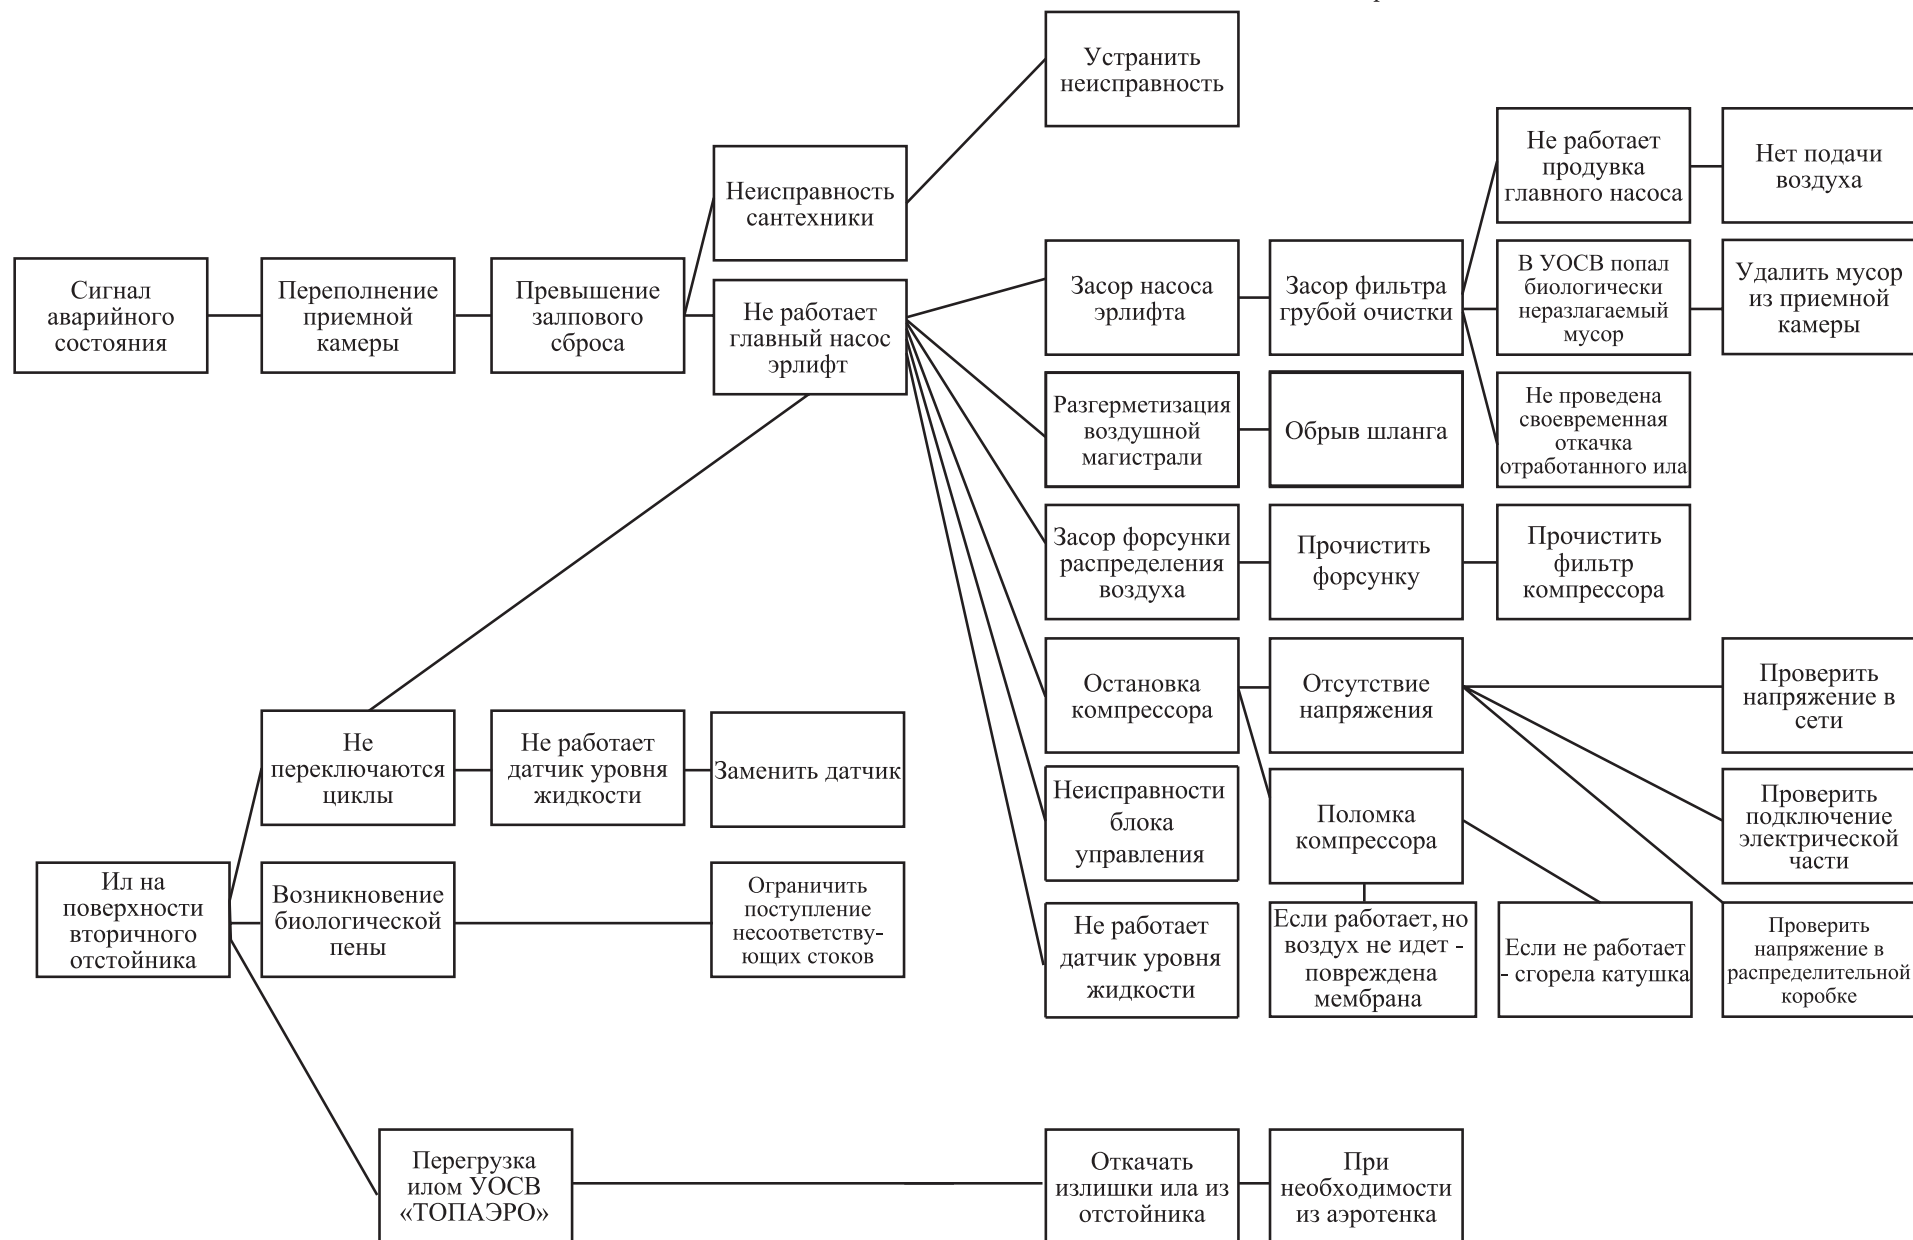 Устранить
неисправность
Не работает
продувка
главного насоса
Нет подачи
воздуха
Неисправность
сантехники
Сигнал
аварийного
состояния
Переполнение
приемной
камеры
Превышение
залпового
сброса
Не работает
главный насос
эрлифт
Засор насоса
эрлифта
Засор фильтра
грубой очистки
В УОСВ попал
биологически
неразлагаемый
мусор
Удалить мусор
из приемной
камеры
Разгерметизация
воздушной
магистрали
Обрыв шланга
Не проведена
своевременная
откачка
отработанного ила
Засор форсунки
распределения
воздуха
Прочистить
форсунку
Прочистить
фильтр
компрессора
Остановка
компрессора
Отсутствие
напряжения
Проверить
напряжение в
сети
Не
переключаются
циклы
Не работает
датчик уровня
жидкости
Заменить датчик
Неисправности
блока
управления
Поломка
компрессора
Проверить
подключение
электрической
части
Ил на
поверхности
вторичного
отстойника
Возникновение
биологической
пены
Ограничить
поступление
несоответству-
ющих стоков
Не работает
датчик уровня
жидкости
Если работает, но
воздух не идет -
повреждена
мембрана
Если не работает
- сгорела катушка
Проверить
напряжение в
распределительной
коробке
Перегрузка
илом УОСВ
«ТОПАЭРО»
Откачать
излишки ила из
отстойника
При
необходимости
из аэротенка